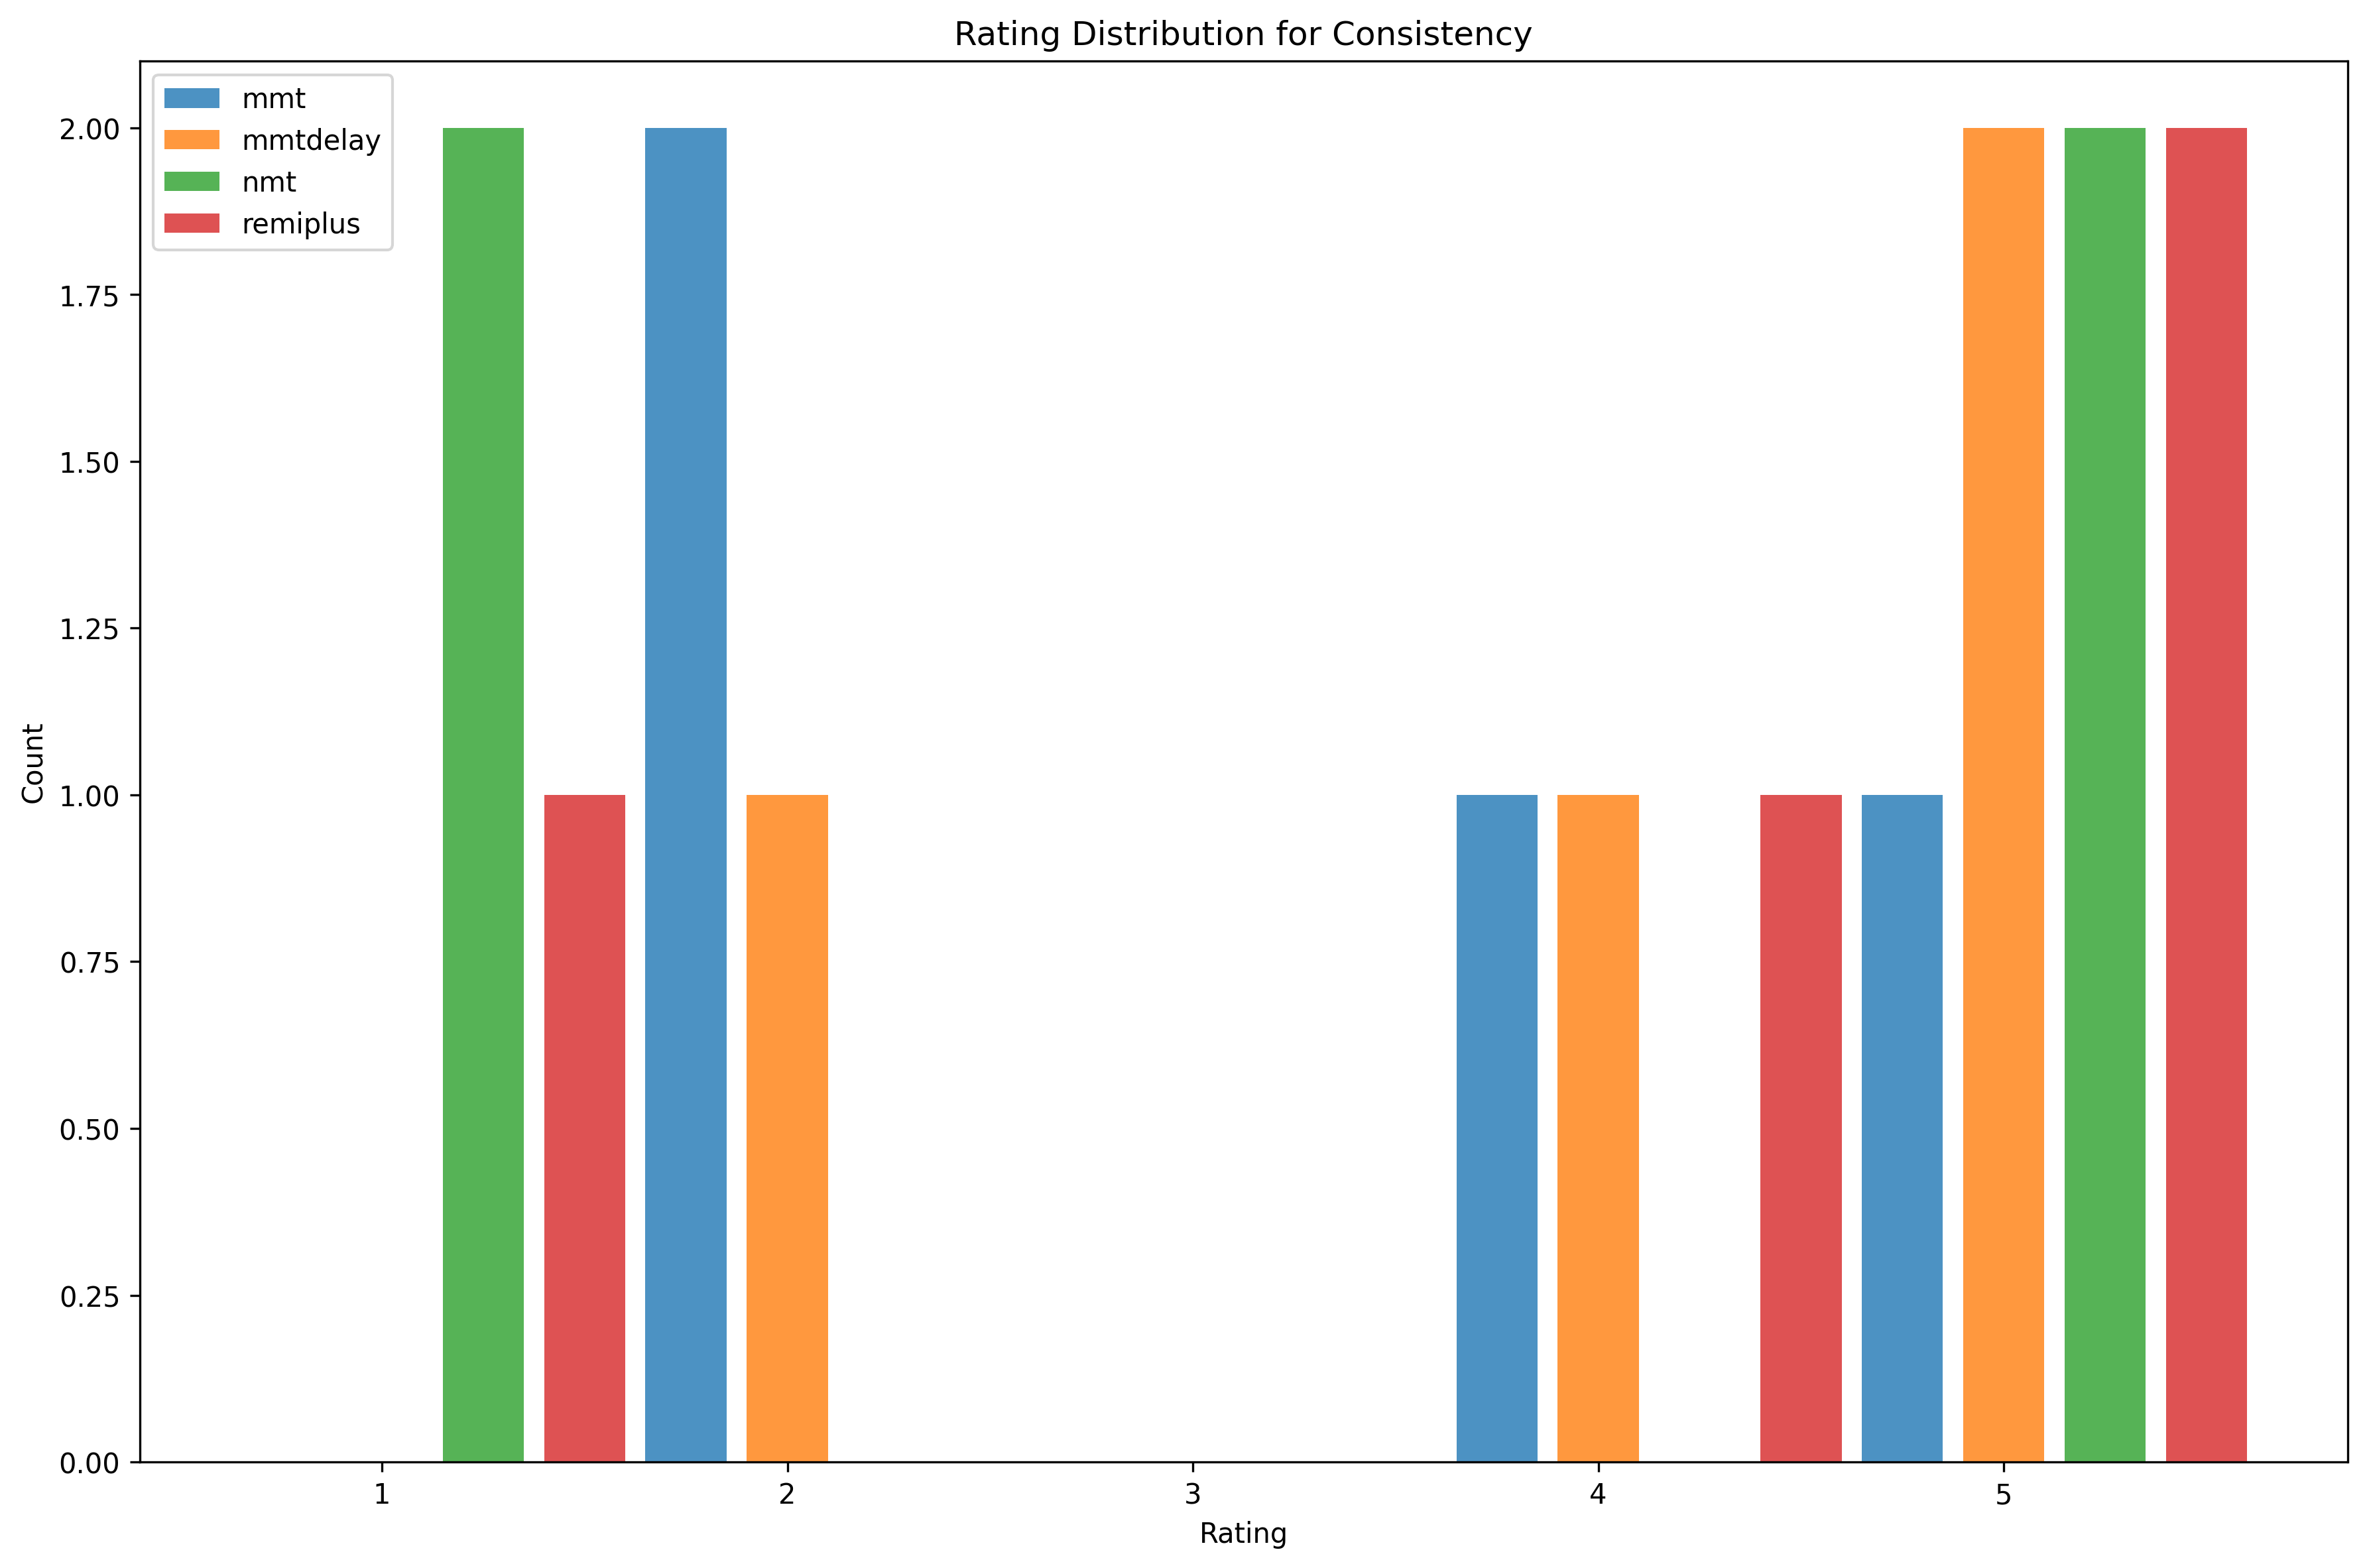 Rating Distribution for Consistency
mmt
mmtdelay
nmt
remiplus
2.00
1.75
1.50
1.25
1.00
0.75
0.50
0.25
0.00
Count
1 2 3 4 5
Rating